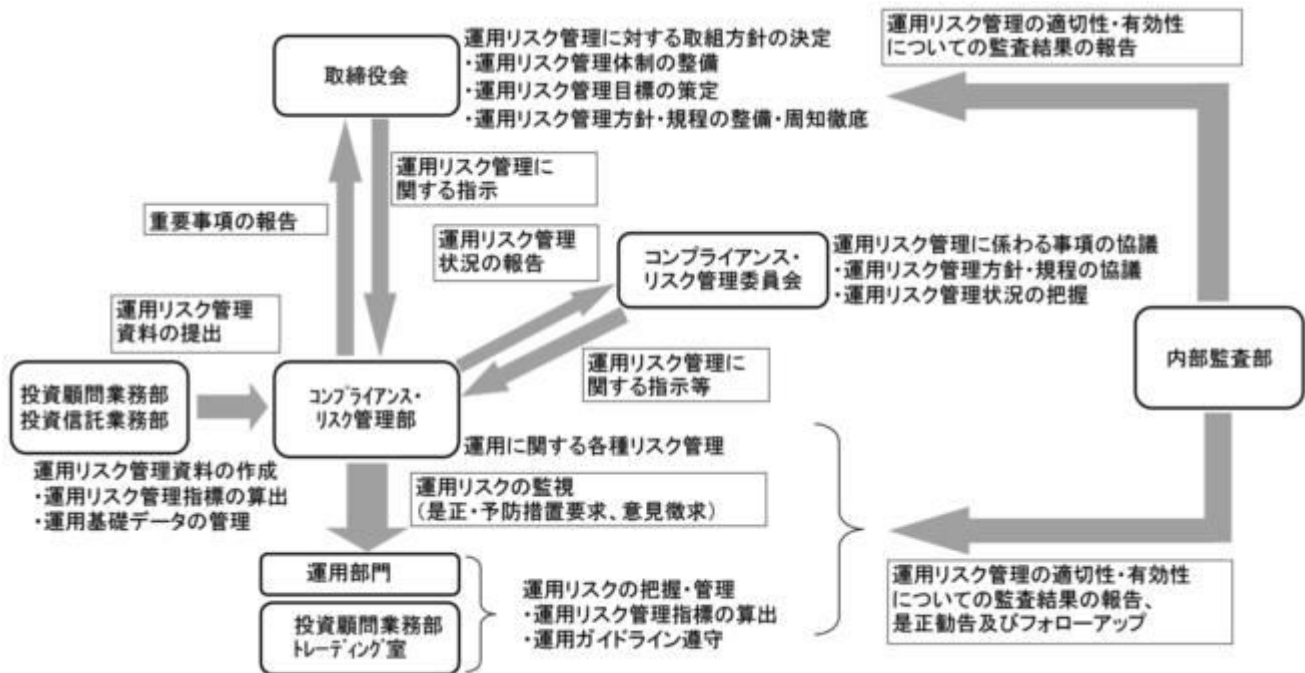 取締役会
運用リスク管理に対する取組方針の決定
・運用リスク管理体制の整備
・運用リスク管理目標の策定
・運用リスク管理方針・規程の整備・周知徹底
運用リスク管理の適切性・有効性
についての監査結果の報告
運用リスク管理に
関する指示
重要事項の報告
運用リスク管理
状況の報告
コンプライアンス・
リスク管理委員会
運用リスク管理に係わる事項の協議
・運用リスク管理方針・規程の協議
・運用リスク管理状況の把握
運用リスク管理
資料の提出
運用リスク管理に
関する指示等
内部監査部
投資顧問業務部
投資信託業務部
コンプライアンス・
リスク管理部
運用に関する各種リスク管理
運用リスク管理資料の作成
・運用リスク管理指標の算出
・運用基礎データの管理
運用リスクの監視
(是正・予防措置要求、意見徴求)
運用部門
投資顧問業務部
トレーディング室
運用リスクの把握・管理
・運用リスク管理指標の算出
・運用ガイドライン遵守
運用リスク管理の適切性・有効性
についての監査結果の報告、
是正勧告及びフォローアップ